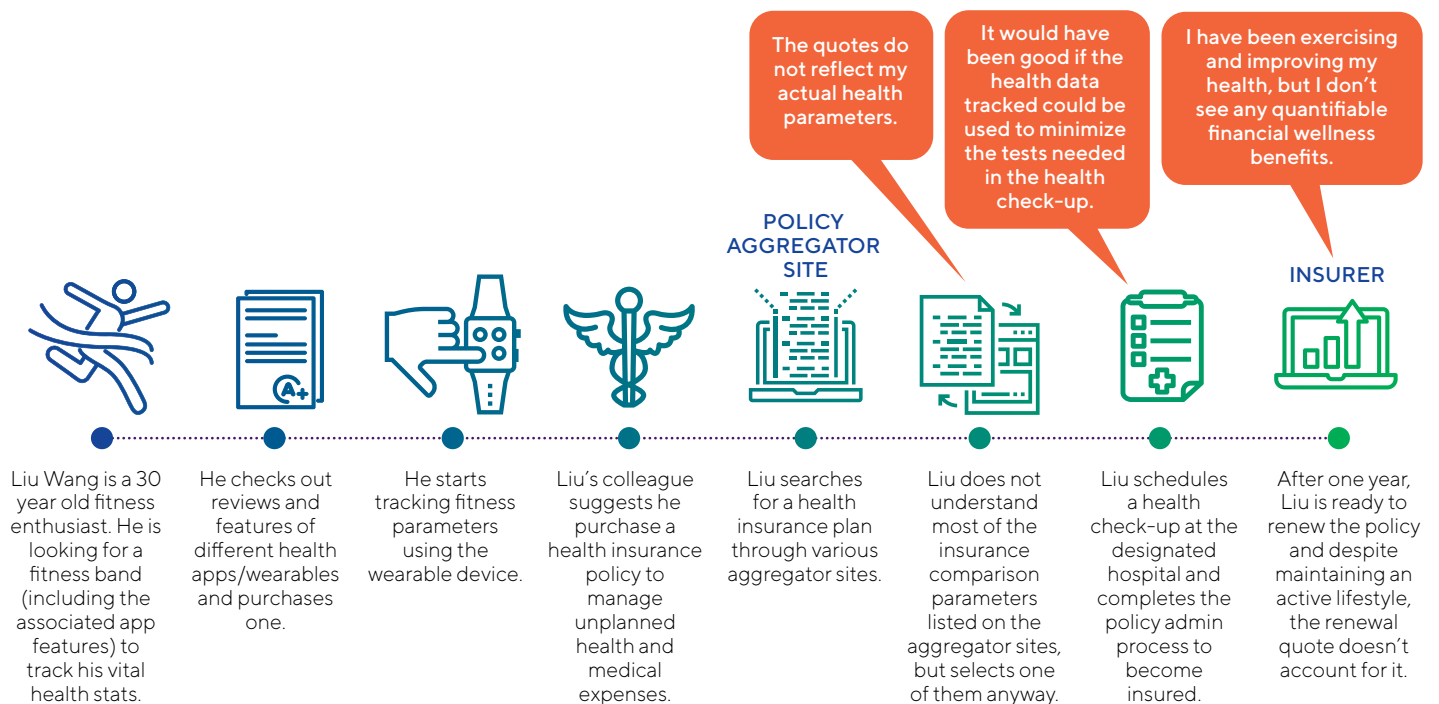 The quotes do
not reflect my
actual health
parameters.
It would have
been good if the
health data
tracked could be
used to minimize
the tests needed
in the health
check-up.
I have been exercising
and improving my
health, but I don't
see any quantifiable
financial wellness
benefits.
POLICY
AGGREGATOR
SITE
INSURER
A+
Liu Wang is a 30
year old fitness
enthusiast. He is
looking for a
fitness band
(including the
associated app
features) to
track his vital
health stats.
He checks out
reviews and
features of
different health
apps/wearables
and purchases
one.
He starts
tracking fitness
parameters
using the
wearable device.
Liu's colleague
suggests he
purchase a
health insurance
policy to
manage
unplanned
health and
medical
expenses.
Liu searches
for a health
insurance plan
through various
aggregator sites.
Liu does not
understand
most of the
insurance
comparison
parameters
listed on the
aggregator sites,
but selects one
of them anyway.
Liu schedules
a health
check-up at the
designated
hospital and
completes the
policy admin
process to
become
insured.
After one year,
Liu is ready to
renew the policy
and despite
maintaining an
active lifestyle,
the renewal
quote doesn't
account for it.